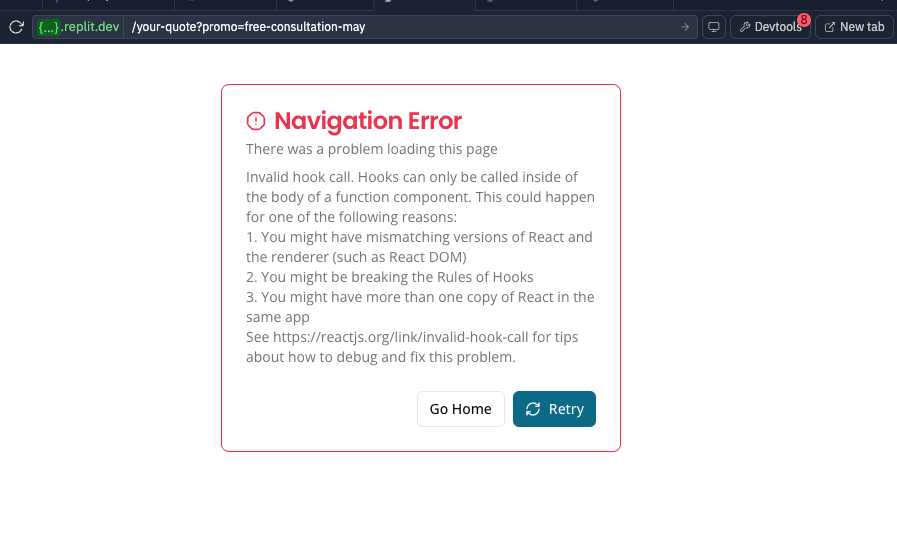 {...}.replit.dev /your-quote?promo=free-consultation-may Devtools 8 New tab
Navigation Error
There was a problem loading this page
Invalid hook call. Hooks can only be called inside of
the body of a function component. This could happen
for one of the following reasons:
1. You might have mismatching versions of React and
the renderer (such as React DOM)
2. You might be breaking the Rules of Hooks
3. You might have more than one copy of React in the
same app
See https://reactjs.org/link/invalid-hook-call for tips
about how to debug and fix this problem.
Go Home Retry